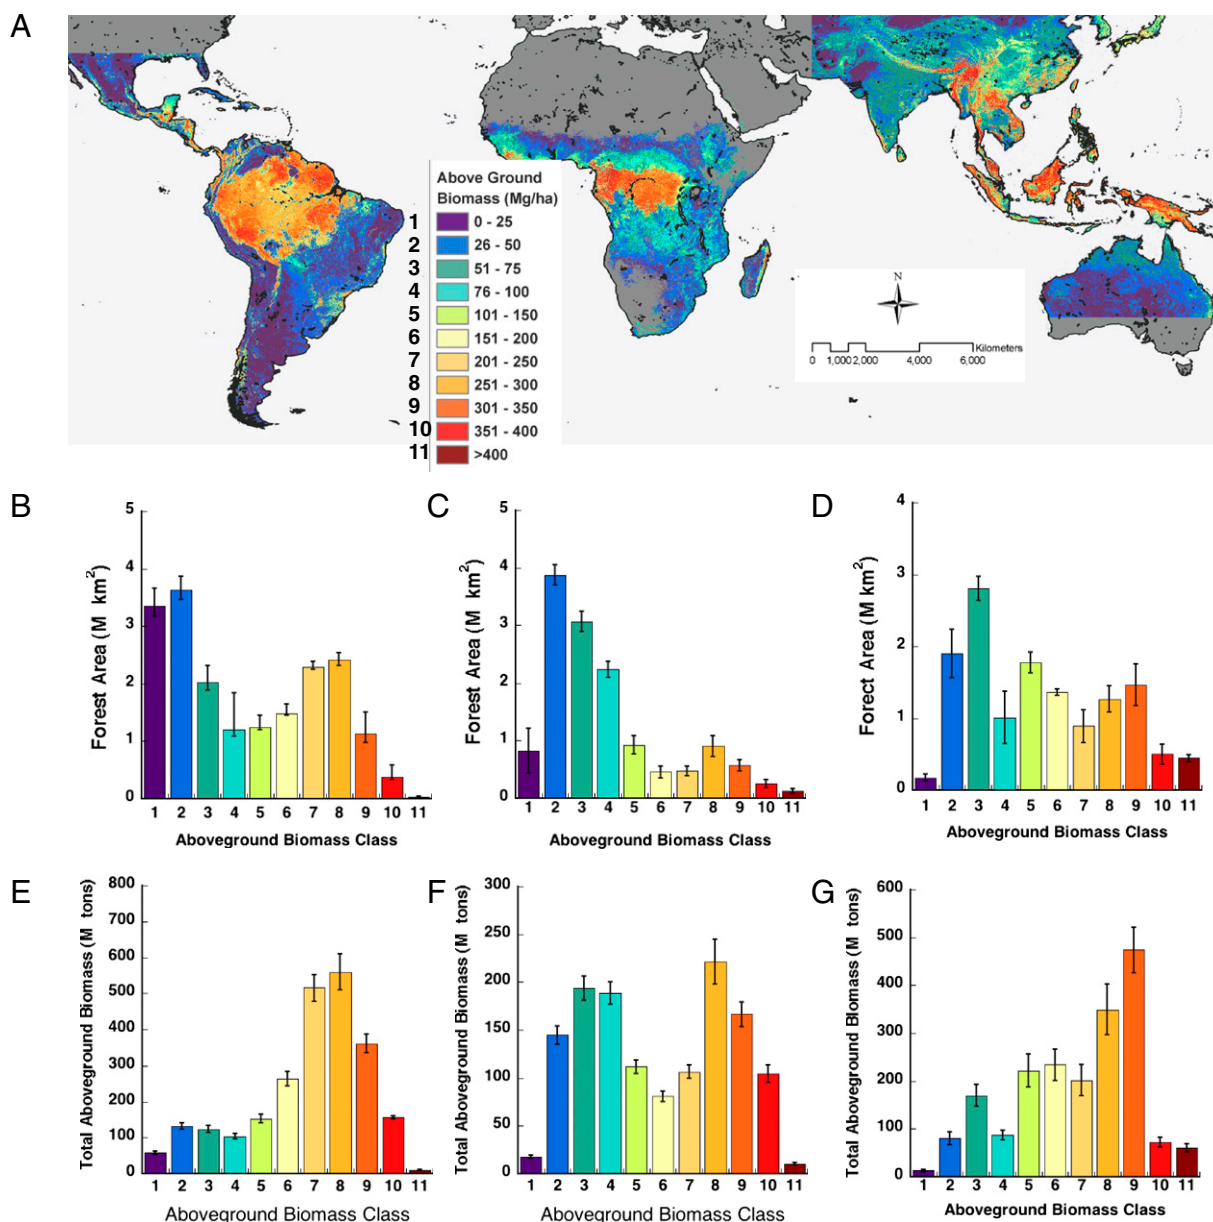 A
Above Ground
Biomass (Mg/ha)
1 0 - 25
2 26 - 50
3 51 - 75
4 76 - 100
5 101 - 150
6 151 - 200
7 201 - 250
8 251 - 300
9 301 - 350
10 351 - 400
11 >400
N
Kilometers
0 1,000 2,000 4,000 6,000
B
Forest Area (M km²)
5
4
3
2
1
0
1 2 3 4 5 6 7 8 9 10 11
Aboveground Biomass Class
C
Forest Area (M km²)
5
4
3
2
1
0
1 2 3 4 5 6 7 8 9 10 11
Aboveground Biomass Class
D
Forect Area (M km²)
4
3
2
1
0
1 2 3 4 5 6 7 8 9 10 11
Aboveground Biomass Class
E
Total Aboveground Biomass (M tons)
800
700
600
500
400
300
200
100
0
1 2 3 4 5 6 7 8 9 10 11
Aboveground Biomass Class
F
Total Aboveground Biomass (M tons)
300
250
200
150
100
50
0
1 2 3 4 5 6 7 8 9 10 11
Aboveground Biomass Class
G
Total Aboveground Biomass (M tons)
600
500
400
300
200
100
0
1 2 3 4 5 6 7 8 9 10 11
Aboveground Biomass Class